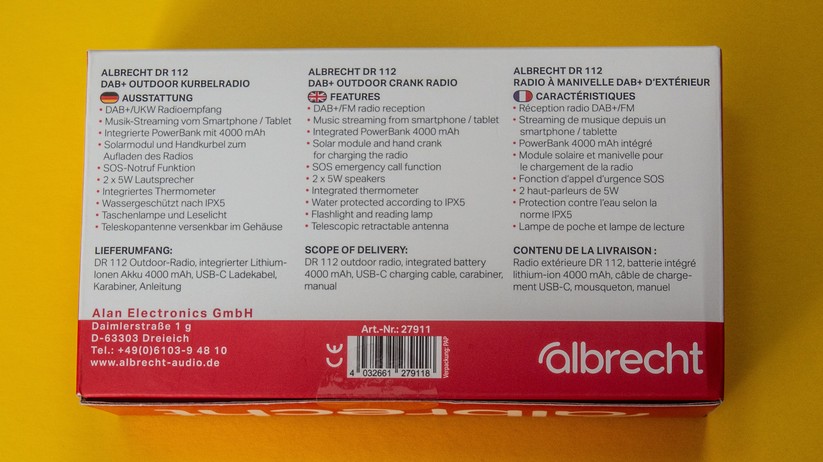 ALBRECHT DR 112
DAB+ OUTDOOR KURBELRADIO
AUSSTATTUNG
• DAB+/UKW Radioempfang
• Musik-Streaming vom Smartphone / Tablet
• Integrierte PowerBank mit 4000 mAh
• Solarmodul und Handkurbel zum
Aufladen des Radios
• SOS-Notruf Funktion
• 2 x 5W Lautsprecher
• Integriertes Thermometer
• Wassergeschützt nach IPX5
• Taschenlampe und Leselicht
• Teleskopantenne versenkbar im Gehäuse
LIEFERUMFANG:
DR 112 Outdoor-Radio, integrierter Lithium-
Ionen Akku 4000 mAh, USB-C Ladekabel,
Karabiner, Anleitung
ALBRECHT DR 112
DAB+ OUTDOOR CRANK RADIO
FEATURES
• DAB+/FM radio reception
• Music streaming from smartphone / tablet
• Integrated PowerBank 4000 mAh
• Solar module and hand crank
for charging the radio
• SOS emergency call function
• 2 x 5W speakers
• Integrated thermometer
• Water protected according to IPX5
• Flashlight and reading lamp
• Telescopic retractable antenna
SCOPE OF DELIVERY:
DR 112 outdoor radio, integrated battery
4000 mAh, USB-C charging cable, carabiner,
manual
ALBRECHT DR 112
RADIO À MANIVELLE DAB+ D'EXTÉRIEUR
CARACTÉRISTIQUES
• Réception radio DAB+/FM
• Streaming de musique depuis un
smartphone / tablette
• PowerBank 4000 mAh intégré
• Module solaire et manivelle pour
le chargement de la radio
• Fonction d'appel d'urgence SOS
• 2 haut-parleurs de 5W
• Protection contre l'eau selon la
norme IPX5
• Lampe de poche et lampe de lecture
CONTENU DE LA LIVRAISON :
Radio extérieure DR 112, batterie intégré
lithium-ion 4000 mAh, câble de charge-
ment USB-C, mousqueton, manuel
Alan Electronics GmbH
Daimlerstraße 1 g
D-63303 Dreieich
Tel.: +49(0)6103-9 48 10
www.albrecht-audio.de
CE
Art.-Nr.: 27911
4 032661 279118
Verpackung: PAP
albrecht
albrecht